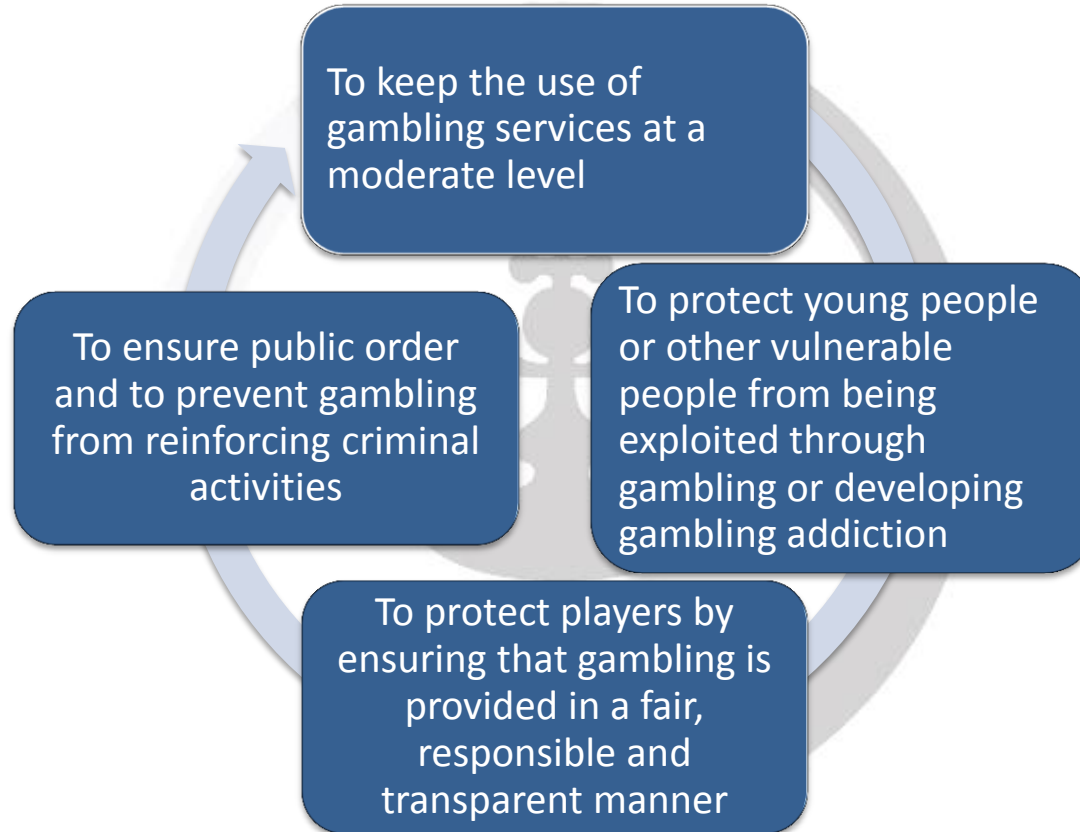 To keep the use of
gambling services at a
moderate level
To protect young people
or other vulnerable
people from being
exploited through
gambling or developing
gambling addiction
To protect players by
ensuring that gambling is
provided in a fair,
responsible and
transparent manner
To ensure public order
and to prevent gambling
from reinforcing criminal
activities